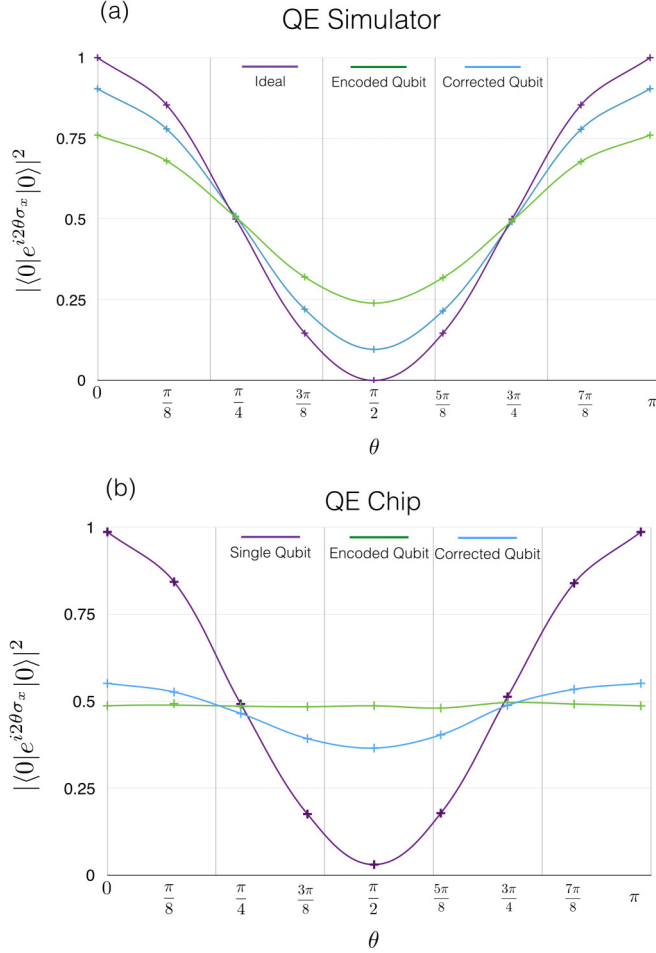 (a)
QE Simulator
Ideal
Encoded Qubit
Corrected Qubit
1
0.75
0.5
0.25
0
|⟨0|e^{i2θσ_x}|0⟩|^2
0
π/8
π/4
3π/8
π/2
5π/8
3π/4
7π/8
π
θ
(b)
QE Chip
Single Qubit
Encoded Qubit
Corrected Qubit
1
0.75
0.5
0.25
0
|⟨0|e^{i2θσ_x}|0⟩|^2
0
π/8
π/4
3π/8
π/2
5π/8
3π/4
7π/8
π
θ